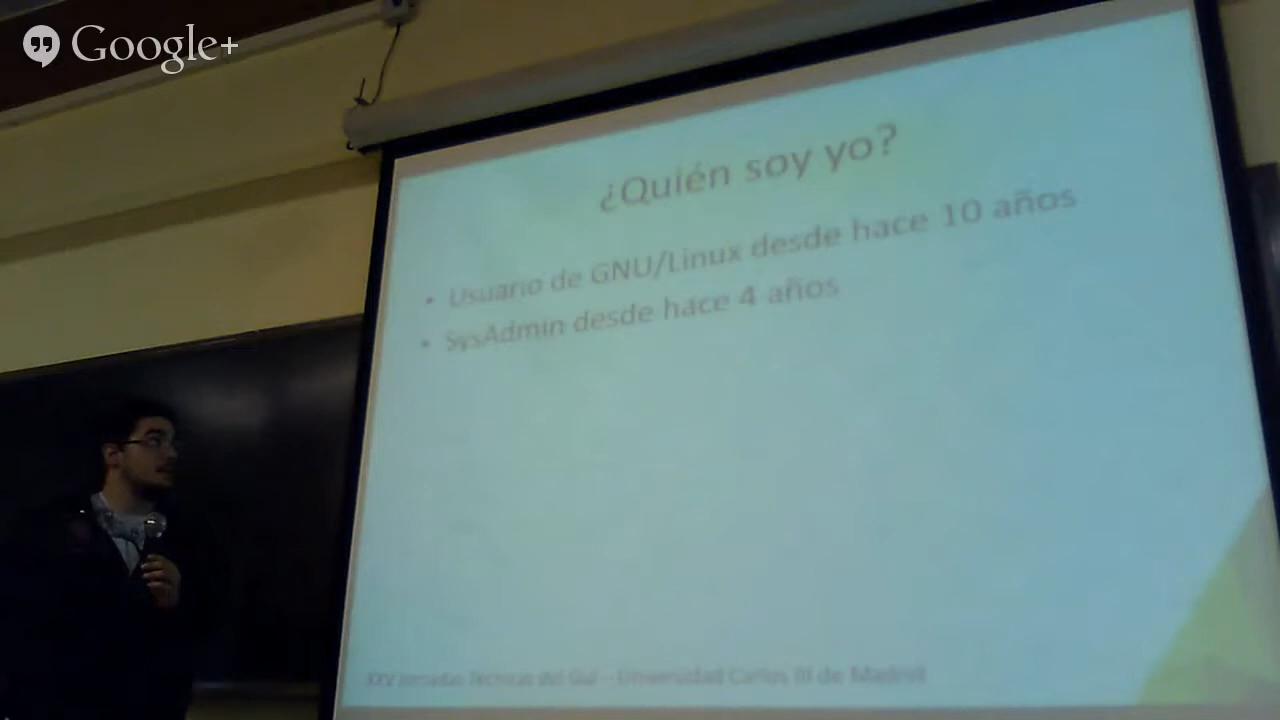 Google+
¿Quién soy yo?
• Usuario de GNU/Linux desde hace 10 años
• SysAdmin desde hace 4 años
XXV Jornadas Técnicas del Gul - Universidad Carlos III de Madrid